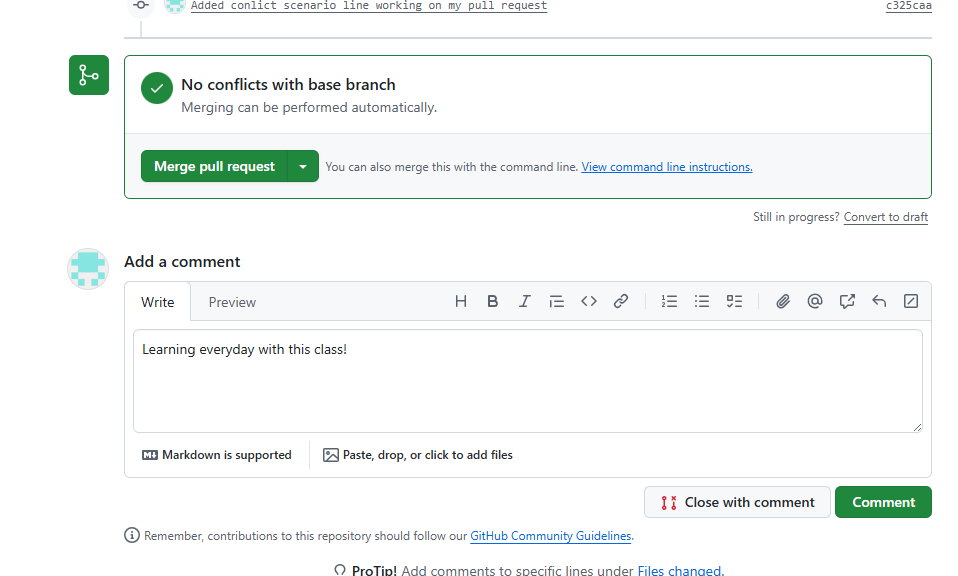 Added conlict scenario line working on my pull request c325caa
No conflicts with base branch
Merging can be performed automatically.
Merge pull request You can also merge this with the command line. View command line instructions.
Still in progress? Convert to draft
Add a comment
Write Preview
Learning everyday with this class!
Markdown is supported Paste, drop, or click to add files
Close with comment Comment
Remember, contributions to this repository should follow our GitHub Community Guidelines.
ProTip! Add comments to specific lines under Files changed.